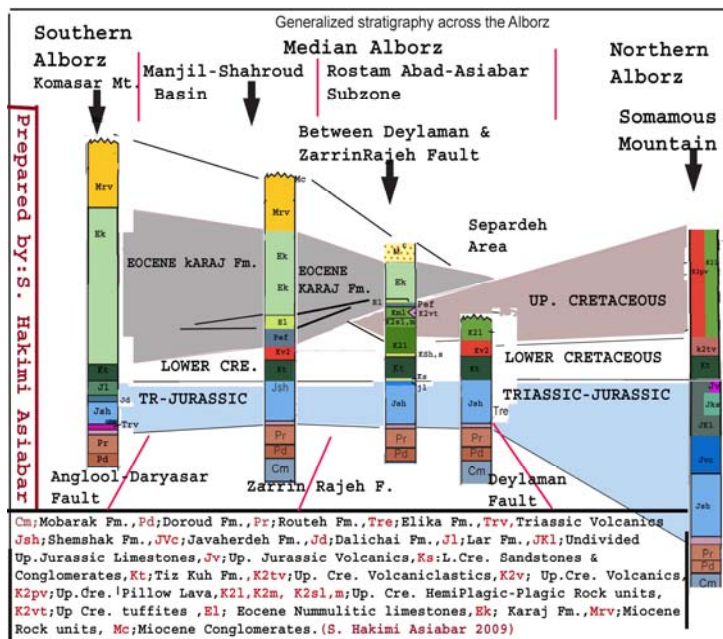 Generalized stratigraphy across the Alborz
Southern
Alborz
Komasar Mt.
Median Alborz
Manjil-Shahroud
Basin
Rostam Abad-Asiabar
Subzone
Northern
Alborz
Between Deylaman &
ZarrinRajeh Fault
Somamous
Mountain
Separdeh
Area
Prepared by:S. Hakimi Asiabar
Mrv
Ek
Kt
Jl
Jd
Jsh
Trv
Pr
Pd
EOCENE kARAJ Fm.
LOWER CRE.
TR-JURASSIC
Mc
Mrv
Ek
Ek
El
Pef
Kv2
Kt
Jsh
Pr
Pd
Cm
EOCENE
KARAJ Fm.
El
Ek
Pef
Km1
K2vt
K2sl,m
K2l
KSh,s
Kt
Ks
jl
Jsh
Pr
Pd
K2l
Kv2
Kt
Jsh
Tre
Pr
Pd
Cm
UP. CRETACEOUS
LOWER CRETACEOUS
TRIASSIC-JURASSIC
K2l
K2pv
k2tv
Kt
JKl
Jvc
Jsh
Pr
Pd
Cm
Anglool-Daryasar
Fault
Zarrin Rajeh F.
Deylaman
Fault
Cm;Mobarak Fm.,Pd;Doroud Fm.,Pr;Routeh Fm.,Tre;Elika Fm.,Trv,Triassic Volcanics
Jsh;Shemshak Fm.,JVc;Javaherdeh Fm.,Jd;Dalichai Fm.,Jl;Lar Fm.,JKl;Undivided
Up.Jurassic Limestones,Jv;Up. Jurassic Volcanics,Ks:L.Cre. Sandstones &
Conglomerates,Kt;Tiz Kuh Fm.,K2tv;Up. Cre. Volcaniclastics,K2v; Up.Cre. Volcanics,
K2pv;Up.Cre. Pillow Lava,K2l,K2m, K2sl,m;Up. Cre. HemiPlagic-Plagic Rock units,
K2vt;Up Cre. tuffites ,El; Eocene Nummulitic limestones,Ek; Karaj Fm.,Mrv;Miocene
Rock units, Mc;Miocene Conglomerates.(S. Hakimi Asiabar 2009)